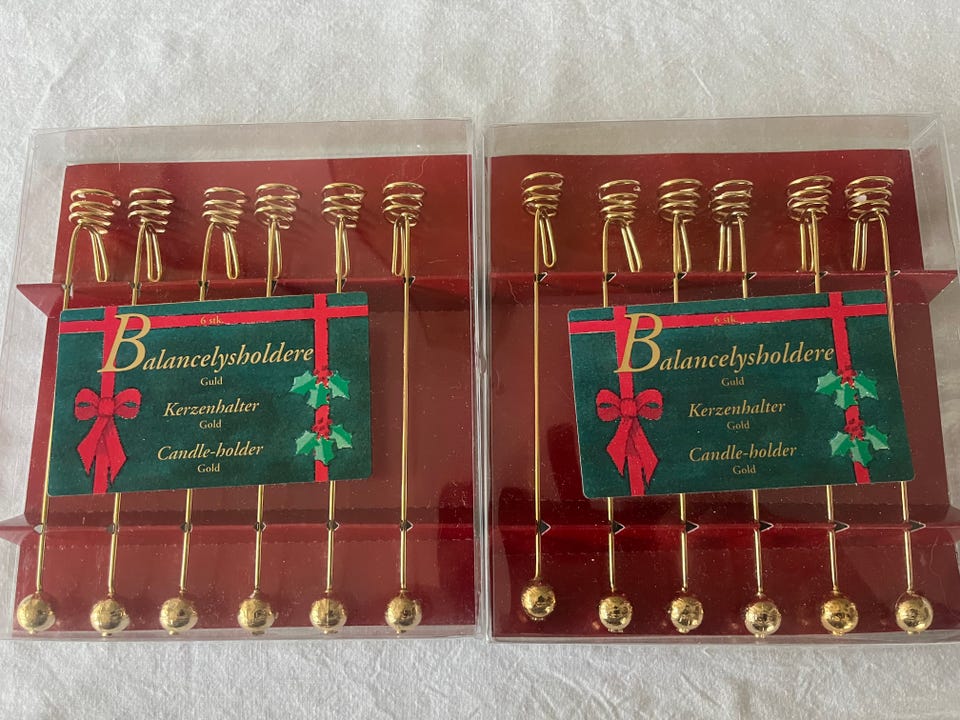 6 stk.
Balancelysholdere
Guld
Kerzenhalter
Gold
Candle-holder
Gold
6 stk.
Balancelysholdere
Guld
Kerzenhalter
Gold
Candle-holder
Gold